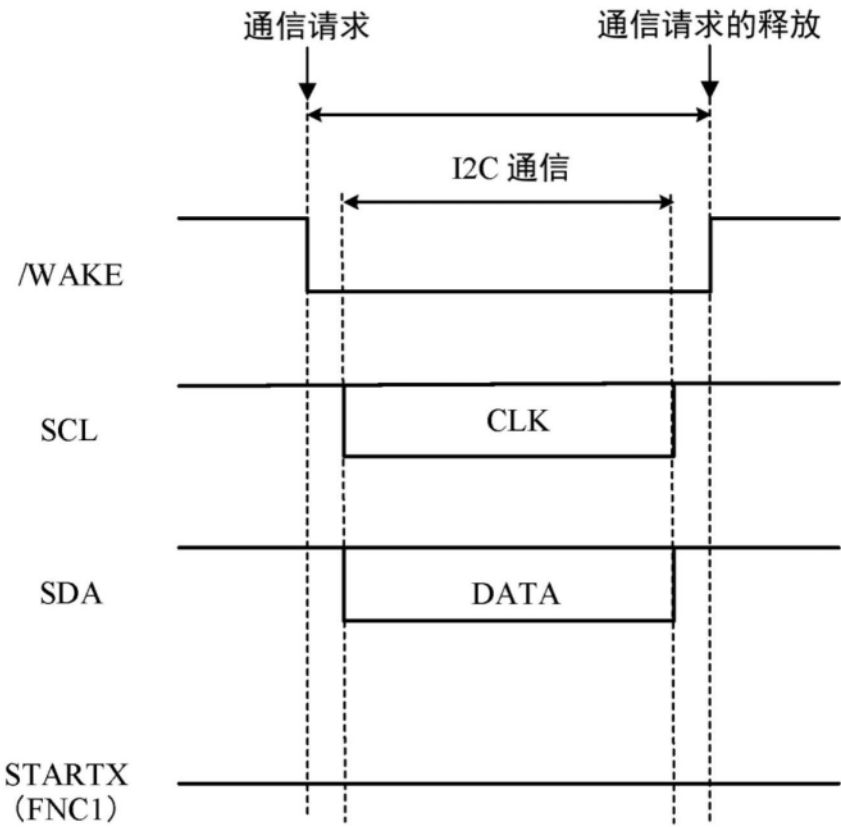 通信请求
通信请求的释放
I2C 通信
/WAKE
SCL
CLK
SDA
DATA
STARTX
（FNC1）